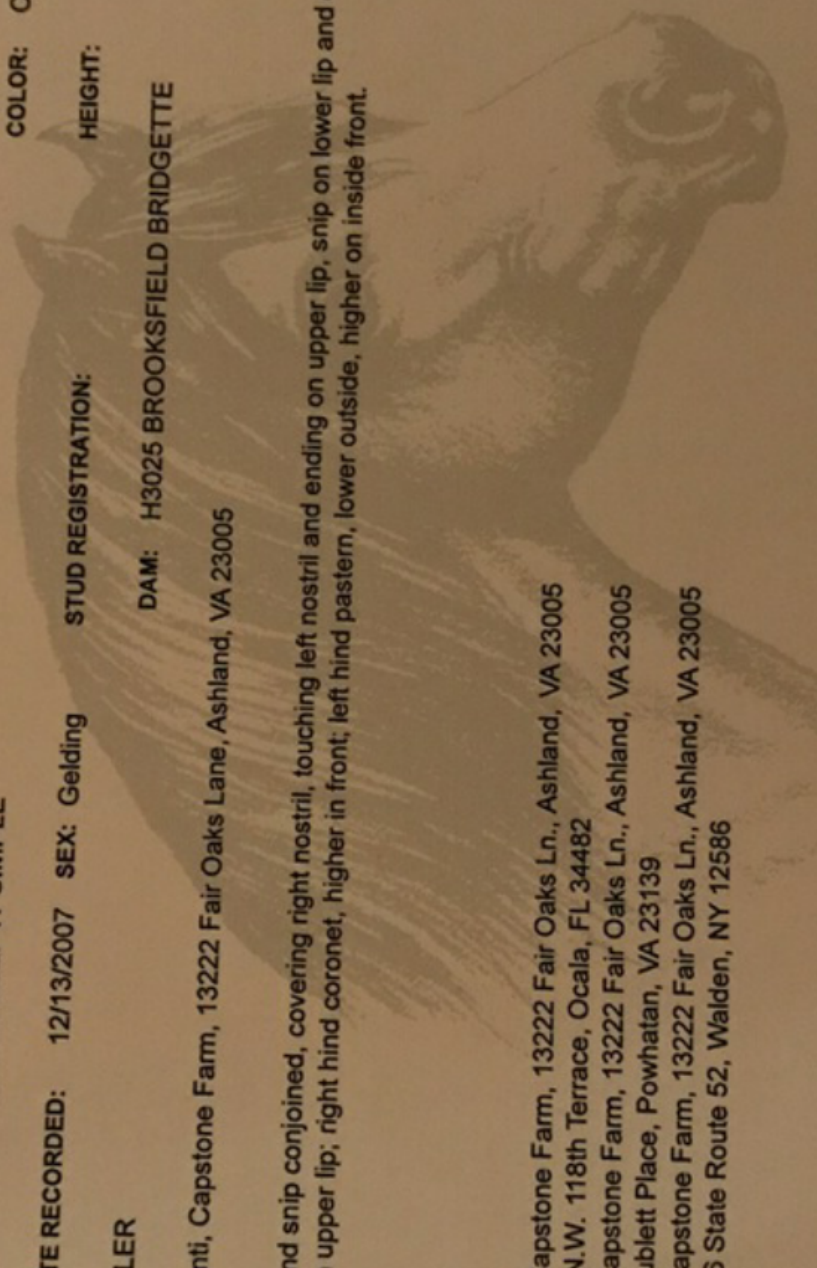 COLOR:
TE RECORDED: 12/13/2007 SEX: Gelding STUD REGISTRATION: HEIGHT:
LER DAM: H3025 BROOKSFIELD BRIDGETTE
nti, Capstone Farm, 13222 Fair Oaks Lane, Ashland, VA 23005
nd snip conjoined, covering right nostril, touching left nostril and ending on upper lip, snip on lower lip and
upper lip; right hind coronet, higher in front; left hind pastern, lower outside, higher on inside front.
apstone Farm, 13222 Fair Oaks Ln., Ashland, VA 23005
N.W. 118th Terrace, Ocala, FL 34482
apstone Farm, 13222 Fair Oaks Ln., Ashland, VA 23005
ublett Place, Powhatan, VA 23139
apstone Farm, 13222 Fair Oaks Ln., Ashland, VA 23005
State Route 52, Walden, NY 12586